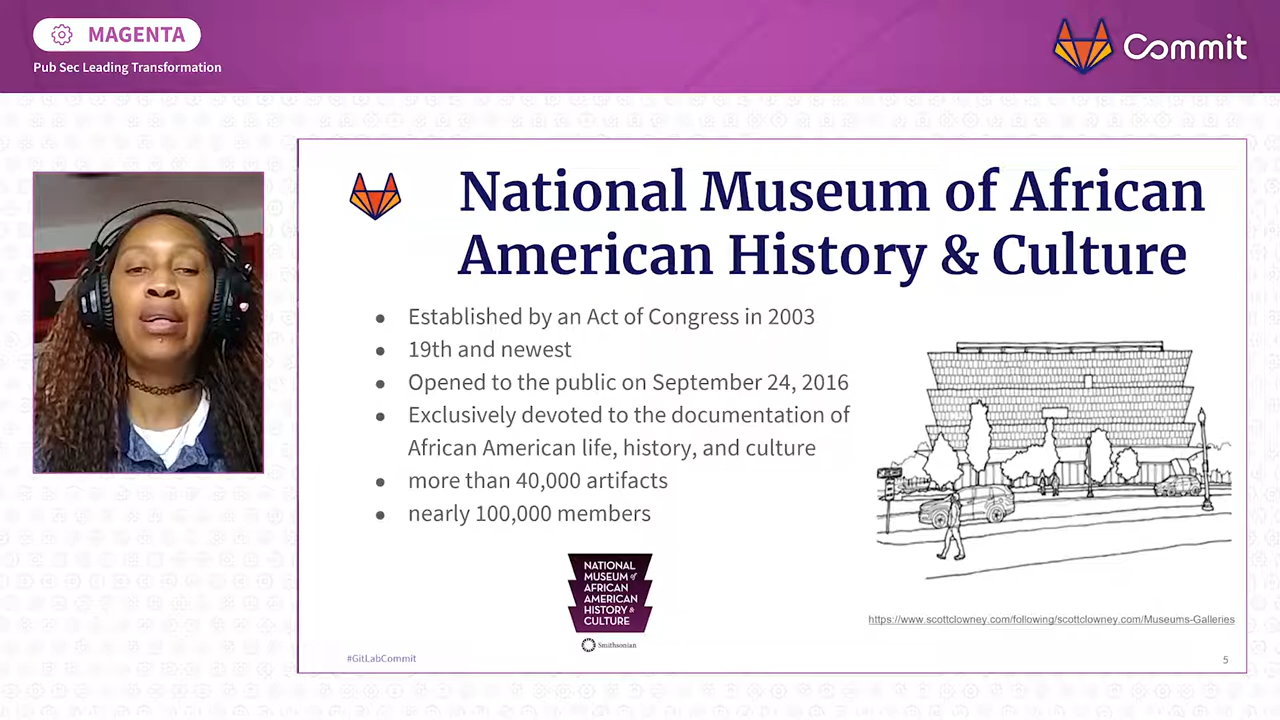 MAGENTA
Pub Sec Leading Transformation
Commit
National Museum of African
American History & Culture
● Established by an Act of Congress in 2003
● 19th and newest
● Opened to the public on September 24, 2016
● Exclusively devoted to the documentation of
African American life, history, and culture
● more than 40,000 artifacts
● nearly 100,000 members
NATIONAL
MUSEUM of
AFRICAN
AMERICAN
HISTORY &
CULTURE
Smithsonian
https://www.scottclowney.com/following/scottclowney.com/Museums-Galleries
#GitLabCommit
5